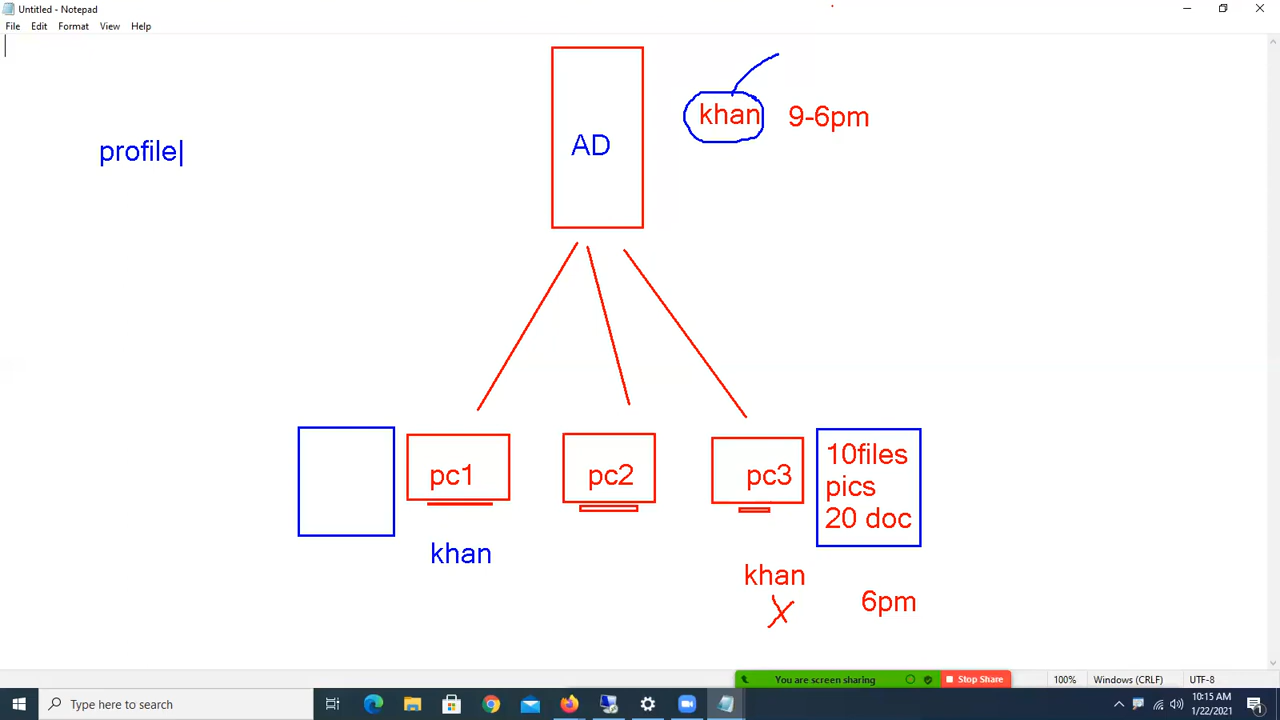 Untitled - Notepad
File Edit Format View Help
khan 9-6pm
AD
profile
pc1
pc2
pc3
10files
pics
20 doc
khan
khan
6pm
X
You are screen sharing Stop Share
100% Windows (CRLF) UTF-8
Type here to search
10:15 AM
1/22/2021
1